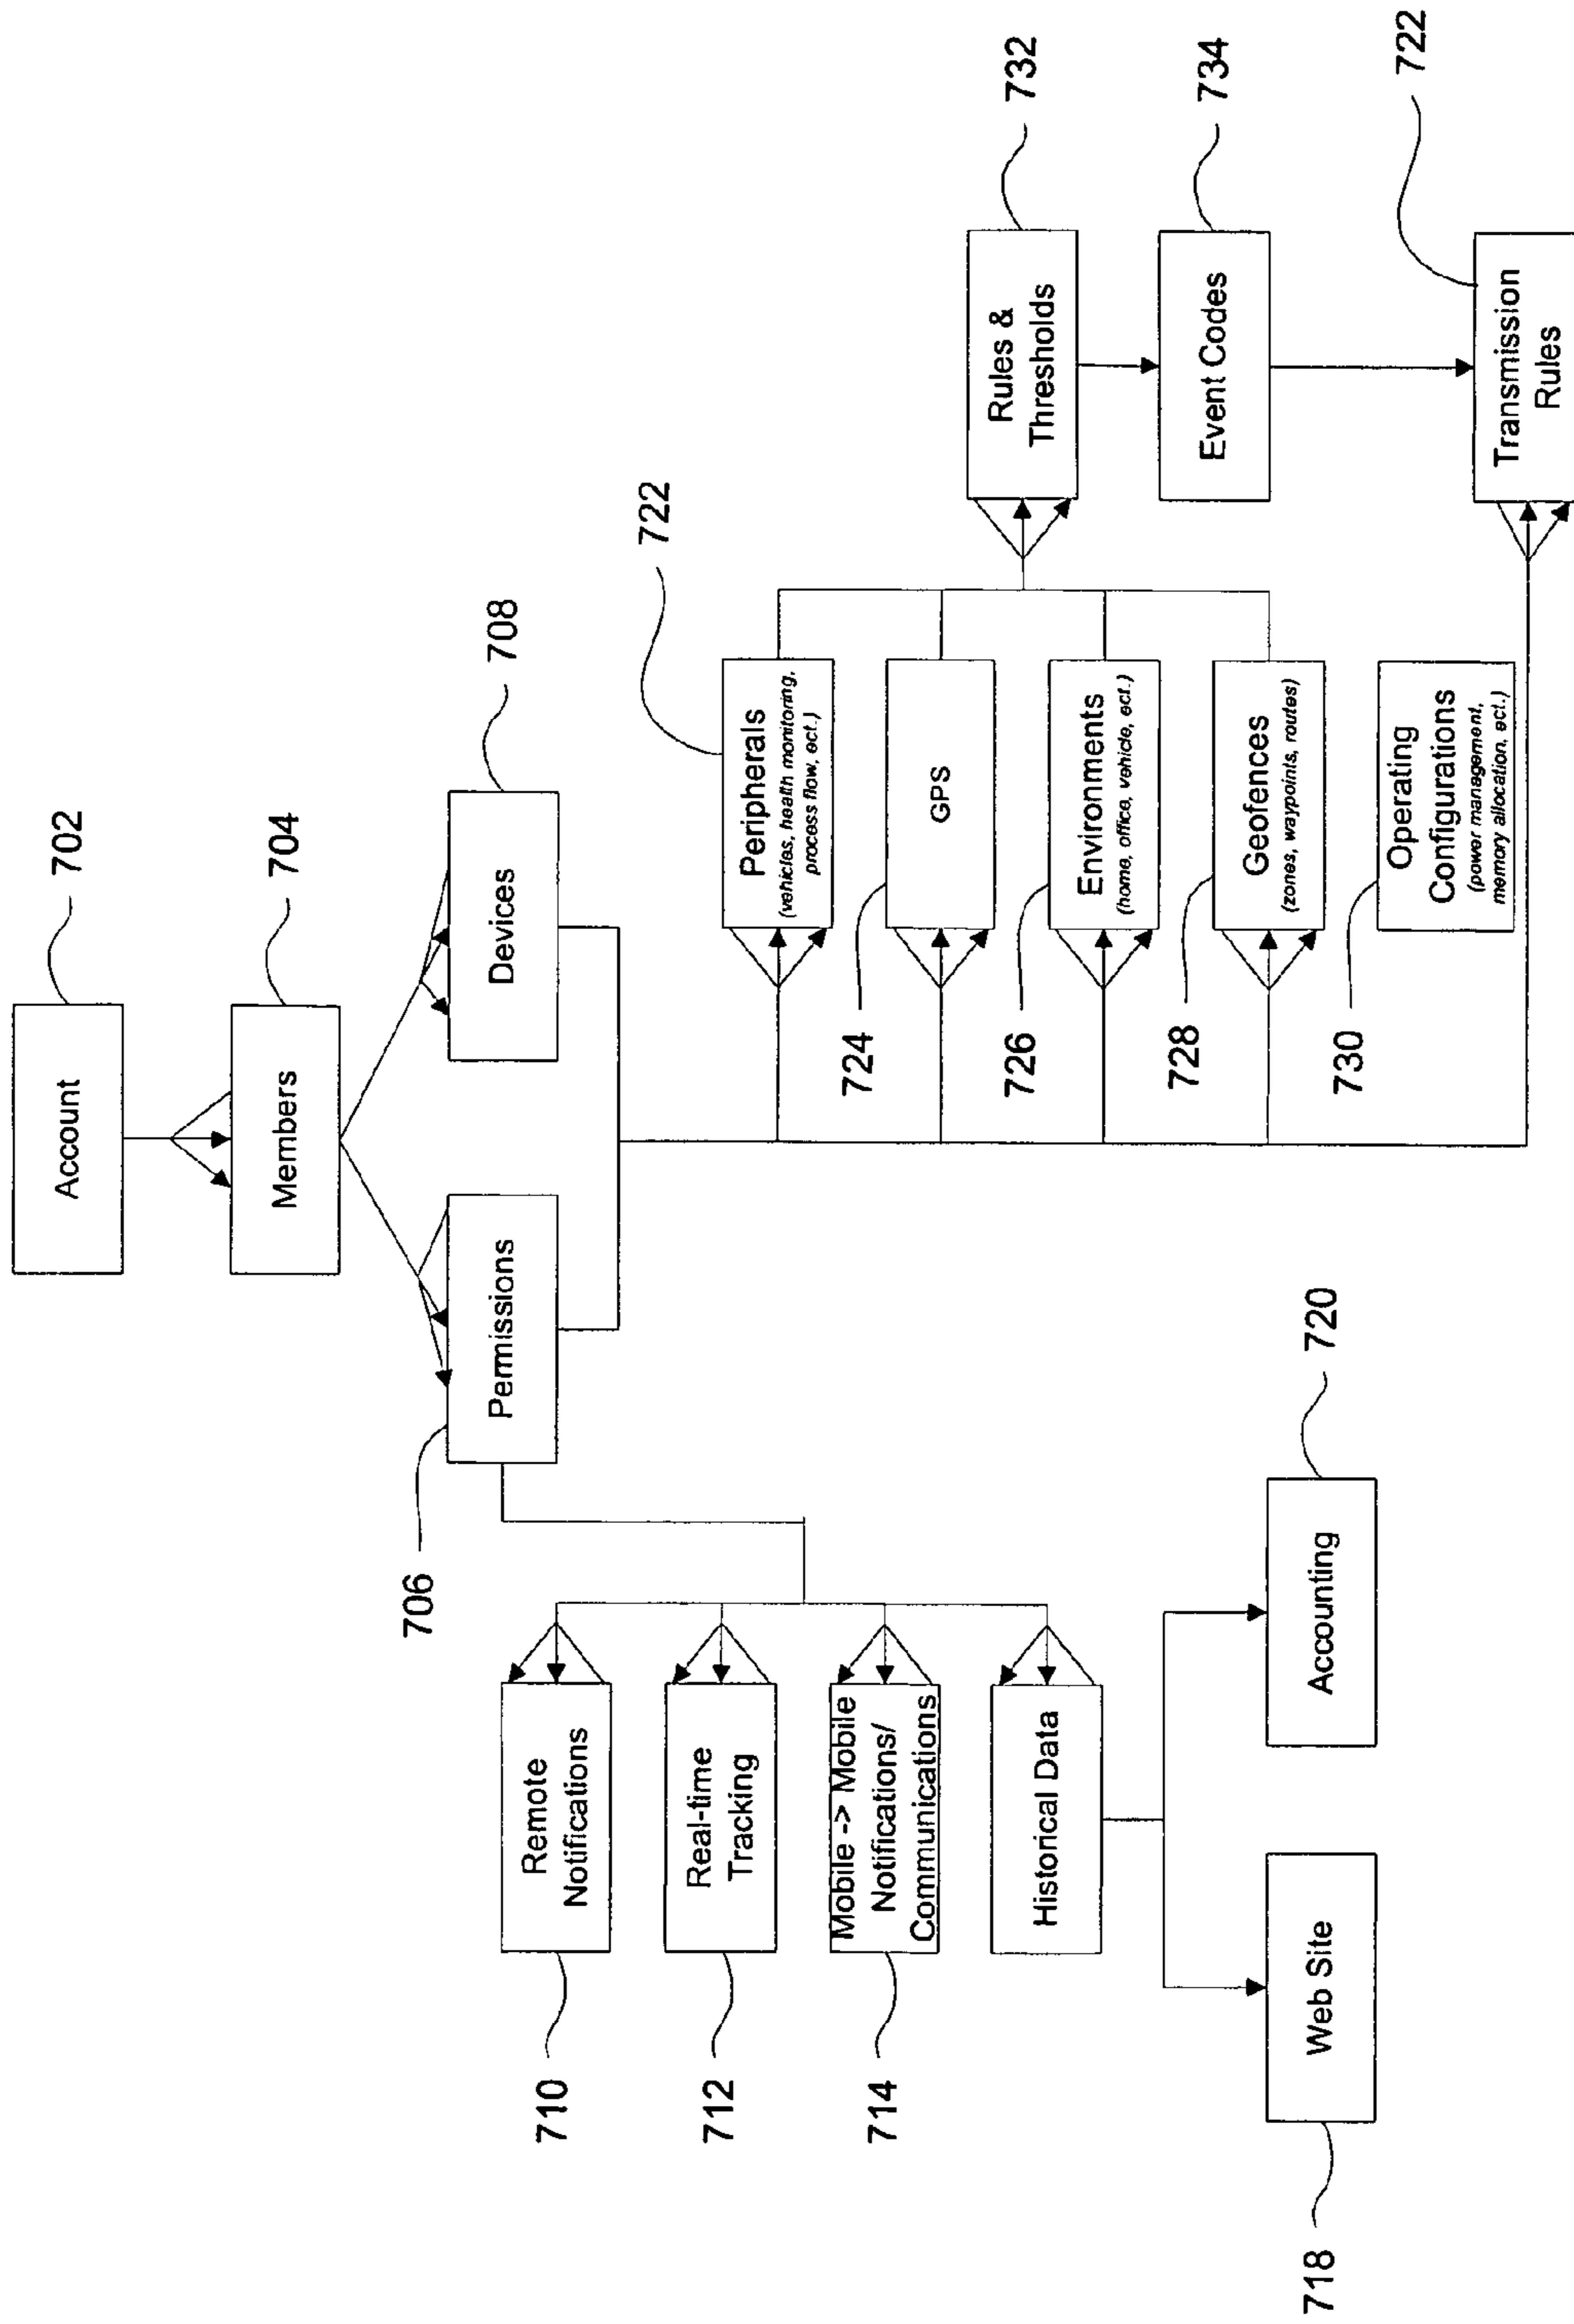 Account
702
Members
704
Permissions
706
Devices
708
Remote
Notifications
710
Real-time
Tracking
712
Mobile -> Mobile
Notifications/
Communications
714
Historical Data
Web Site
718
Accounting
720
Peripherals
(vehicles, health monitoring,
process flow, ect.)
722
GPS
724
Environments
(home, office, vehicle, ect.)
726
Geofences
(zones, waypoints, routes)
728
Operating
Configurations
(power management,
memory allocation, ect.)
730
Rules &
Thresholds
732
Event Codes
734
Transmission
Rules
722